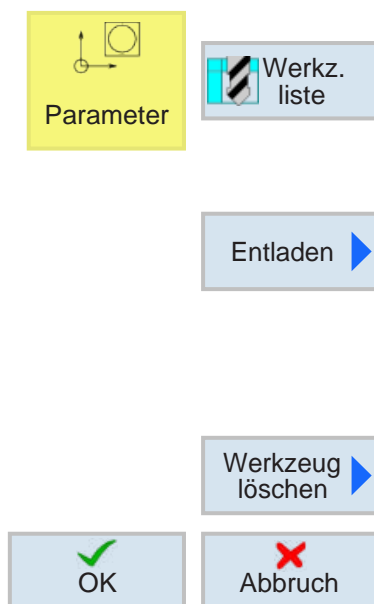 Parameter
Werkz.
liste
Entladen
Werkzeug
löschen
OK
Abbruch